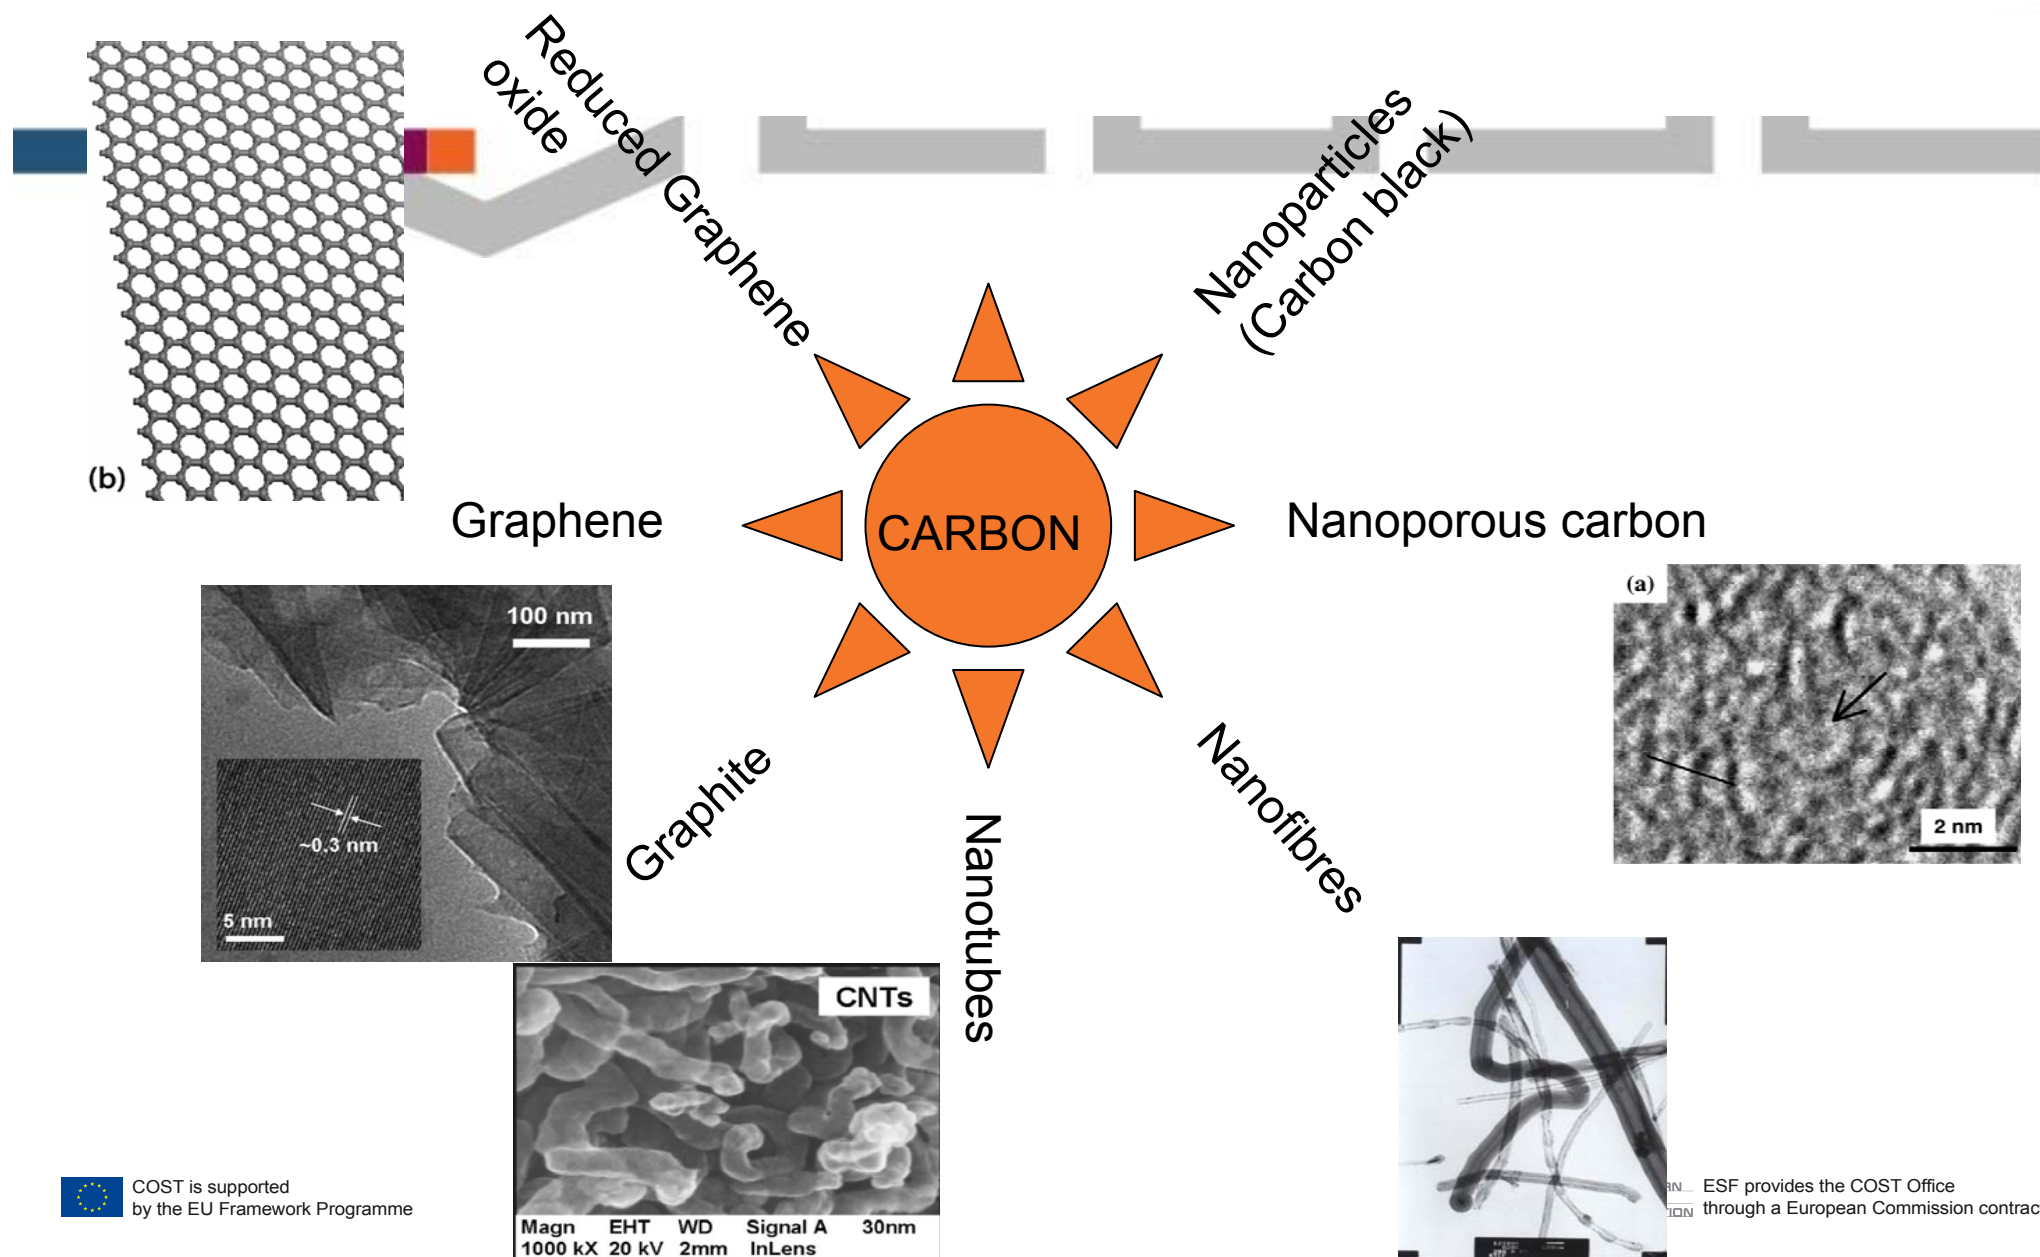 Reduced Graphene
oxide
Nanoparticles
(Carbon black)
(b)
Graphene
CARBON
Nanoporous carbon
(a)
100 nm
~0.3 nm
5 nm
2 nm
Graphite
Nanotubes
Nanofibres
CNTs
Magn EHT WD Signal A 30nm
1000 kX 20 kV 2mm InLens
COST is supported
by the EU Framework Programme
ESF provides the COST Office
through a European Commission contrac